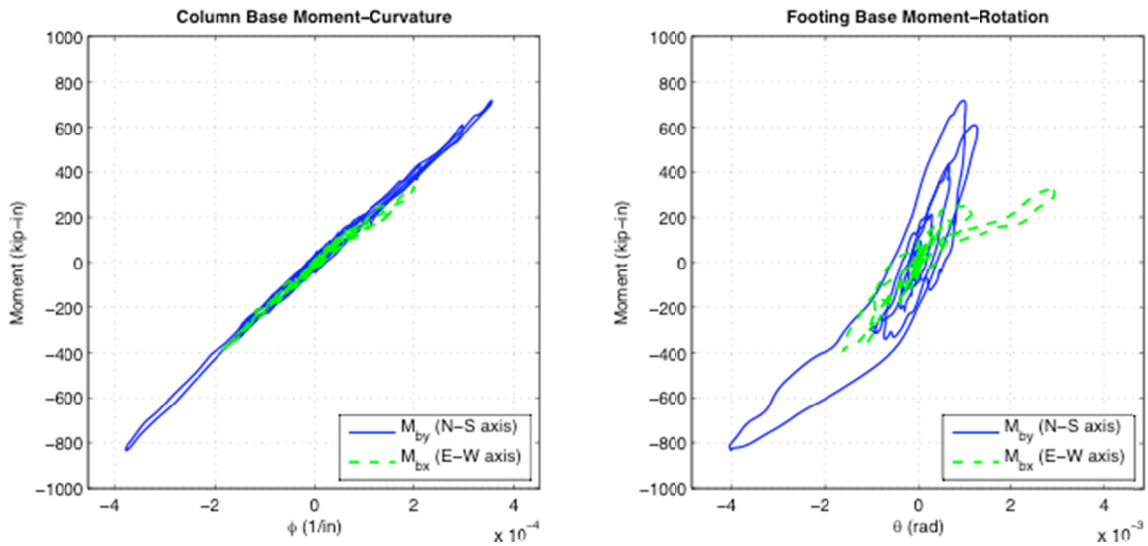 Column Base Moment–Curvature
1000
800
600
400
200
0
−200
−400
−600
−800
−1000
Moment (kip−in)
−4
−2
0
2
4
φ (1/in)
x 10⁻⁴
M_by (N−S axis)
M_bx (E−W axis)
Footing Base Moment–Rotation
1000
800
600
400
200
0
−200
−400
−600
−800
−1000
Moment (kip−in)
−4
−2
0
2
4
θ (rad)
x 10⁻³
M_by (N−S axis)
M_bx (E−W axis)